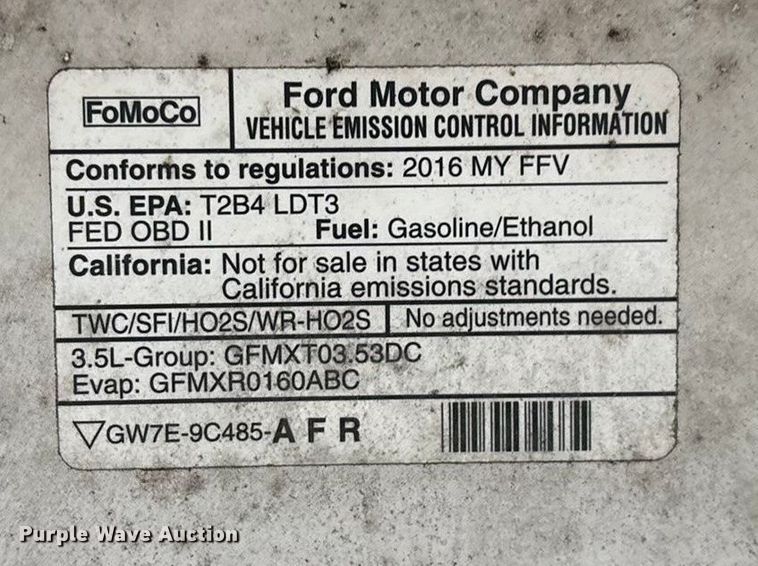 FoMoCo
Ford Motor Company
VEHICLE EMISSION CONTROL INFORMATION
Conforms to regulations: 2016 MY FFV
U.S. EPA: T2B4 LDT3
FED OBD II Fuel: Gasoline/Ethanol
California: Not for sale in states with
California emissions standards.
TWC/SFI/HO2S/WR-HO2S No adjustments needed.
3.5L-Group: GFMXT03.53DC
Evap: GFMXR0160ABC
GW7E-9C485-A F R
Purple Wave Auction